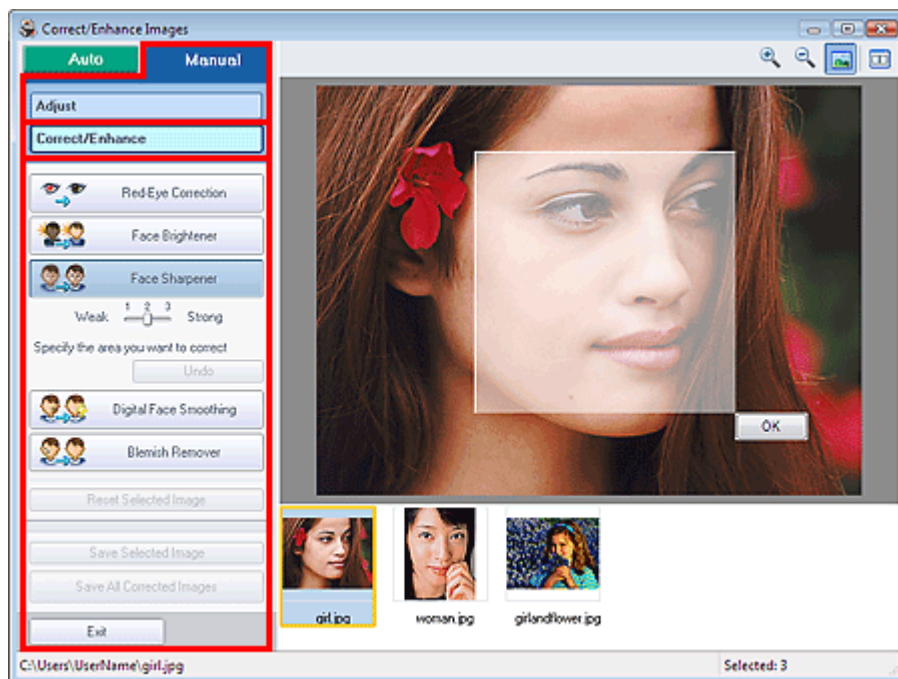 Correct/Enhance Images
Auto Manual
Adjust
Correct/Enhance
Red-Eye Correction
Face Brightener
Face Sharpener
1 2 3
Weak Strong
Specify the area you want to correct
Undo
Digital Face Smoothing
Blemish Remover
Reset Selected Image
Save Selected Image
Save All Corrected Images
Exit
OK
girl.jpg woman.jpg girlandflower.jpg
C:\Users\UserName\girl.jpg Selected: 3